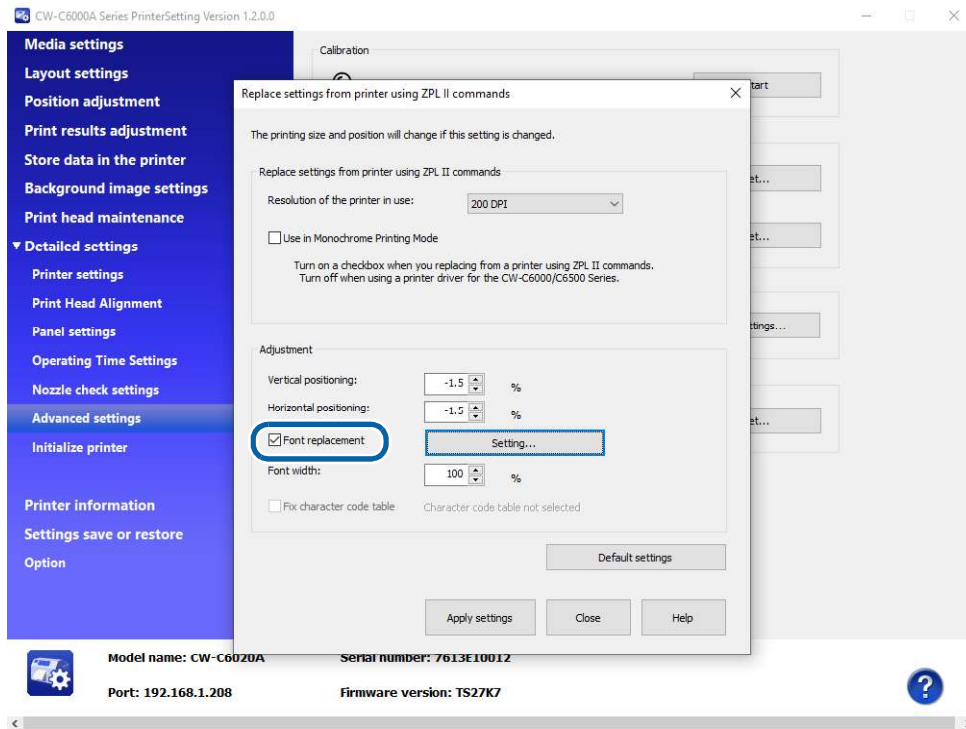 CW-C6000A Series PrinterSetting Version 1.2.0.0
Media settings
Layout settings
Position adjustment
Print results adjustment
Store data in the printer
Background image settings
Print head maintenance
Detailed settings
Printer settings
Print Head Alignment
Panel settings
Operating Time Settings
Nozzle check settings
Advanced settings
Initialize printer
Printer information
Settings save or restore
Option
Calibration
tart
et...
et...
ttings...
et...
Replace settings from printer using ZPL II commands
The printing size and position will change if this setting is changed.
Replace settings from printer using ZPL II commands
Resolution of the printer in use: 200 DPI
Use in Monochrome Printing Mode
Turn on a checkbox when you replacing from a printer using ZPL II commands.
Turn off when using a printer driver for the CW-C6000/C6500 Series.
Adjustment
Vertical positioning: -1.5 %
Horizontal positioning: -1.5 %
Font replacement Setting...
Font width: 100 %
Fix character code table Character code table not selected
Default settings
Apply settings Close Help
Model name: CW-C6020A Serial number: 7613E10012
Port: 192.168.1.208 Firmware version: TS27K7
?